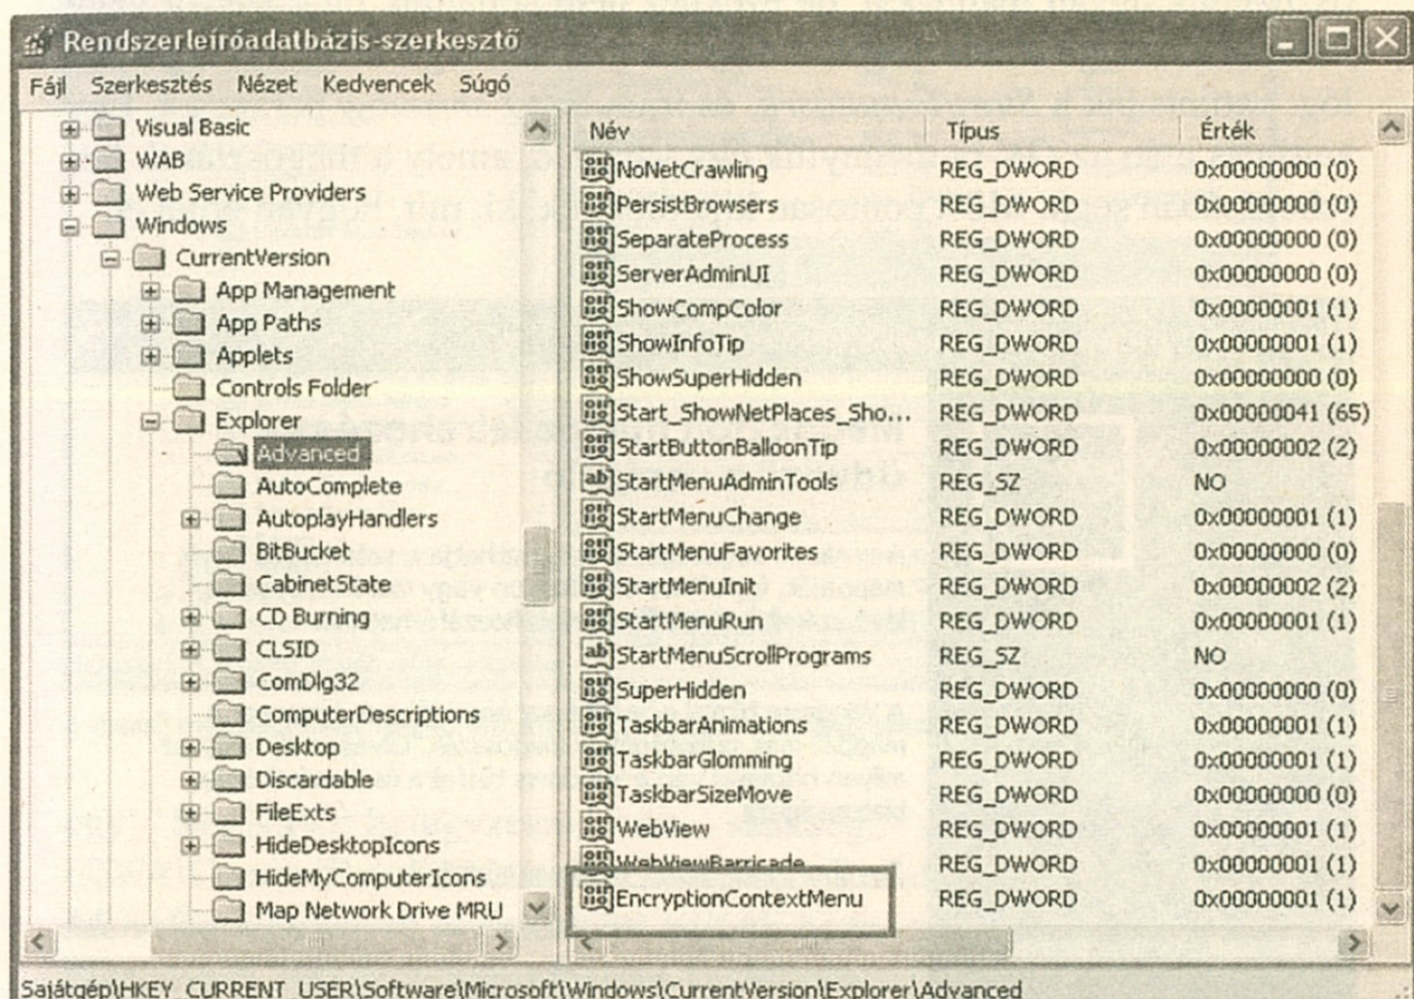 Rendszerleíróadatbázis-szerkesztő
Fájl Szerkesztés Nézet Kedvencek Súgó
Visual Basic
WAB
Web Service Providers
Windows
CurrentVersion
App Management
App Paths
Applets
Controls Folder
Explorer
Advanced
AutoComplete
AutoplayHandlers
BitBucket
CabinetState
CD Burning
CLSID
ComDlg32
ComputerDescriptions
Desktop
Discardable
FileExts
HideDesktopIcons
HideMyComputerIcons
Map Network Drive MRU
Név Típus Érték
NoNetCrawling REG_DWORD 0x00000000 (0)
PersistBrowsers REG_DWORD 0x00000000 (0)
SeparateProcess REG_DWORD 0x00000000 (0)
ServerAdminUI REG_DWORD 0x00000000 (0)
ShowCompColor REG_DWORD 0x00000001 (1)
ShowInfoTip REG_DWORD 0x00000001 (1)
ShowSuperHidden REG_DWORD 0x00000000 (0)
Start_ShowNetPlaces_Sho... REG_DWORD 0x00000041 (65)
StartButtonBalloonTip REG_DWORD 0x00000002 (2)
StartMenuAdminTools REG_SZ NO
StartMenuChange REG_DWORD 0x00000001 (1)
StartMenuFavorites REG_DWORD 0x00000000 (0)
StartMenuInit REG_DWORD 0x00000002 (2)
StartMenuRun REG_DWORD 0x00000001 (1)
StartMenuScrollPrograms REG_SZ NO
SuperHidden REG_DWORD 0x00000000 (0)
TaskbarAnimations REG_DWORD 0x00000001 (1)
TaskbarGlomming REG_DWORD 0x00000001 (1)
TaskbarSizeMove REG_DWORD 0x00000000 (0)
WebView REG_DWORD 0x00000001 (1)
WebViewBarricade REG_DWORD 0x00000001 (1)
EncryptionContextMenu REG_DWORD 0x00000001 (1)
Sajátgép\HKEY_CURRENT_USER\Software\Microsoft\Windows\CurrentVersion\Explorer\Advanced